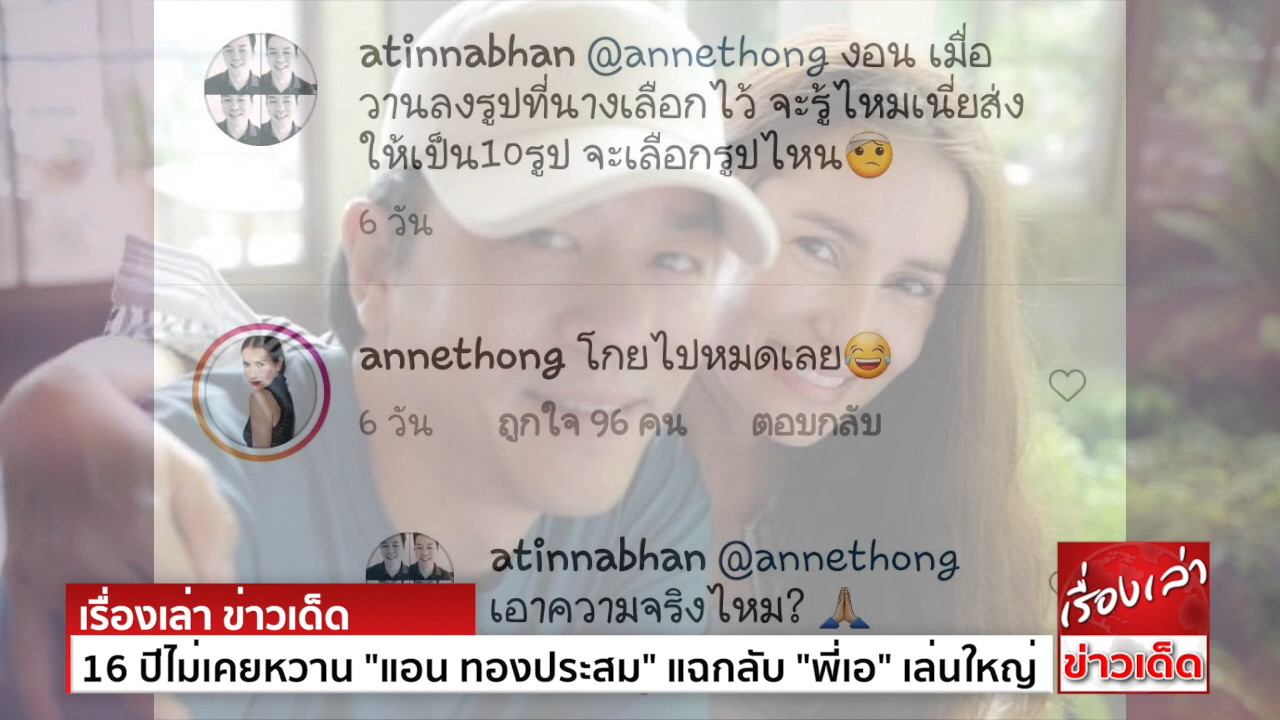 atinnabhan @annethong งอน เมื่อ
วานลงรูปที่นางเลือกไว้ จะรู้ไหมเนี่ยส่ง
ให้เป็น10รูป จะเลือกรูปไหน🤕
6 วัน
annethong โกยไปหมดเลย😂
6 วัน ถูกใจ 96 คน ตอบกลับ
atinnabhan @annethong
เอาความจริงไหม? 🙏🏽
เรื่องเล่า ข่าวเด็ด
16 ปีไม่เคยหวาน "แอน ทองประสม" แฉกลับ "พี่เอ" เล่นใหญ่
เรื่องเล่า
ข่าวเด็ด